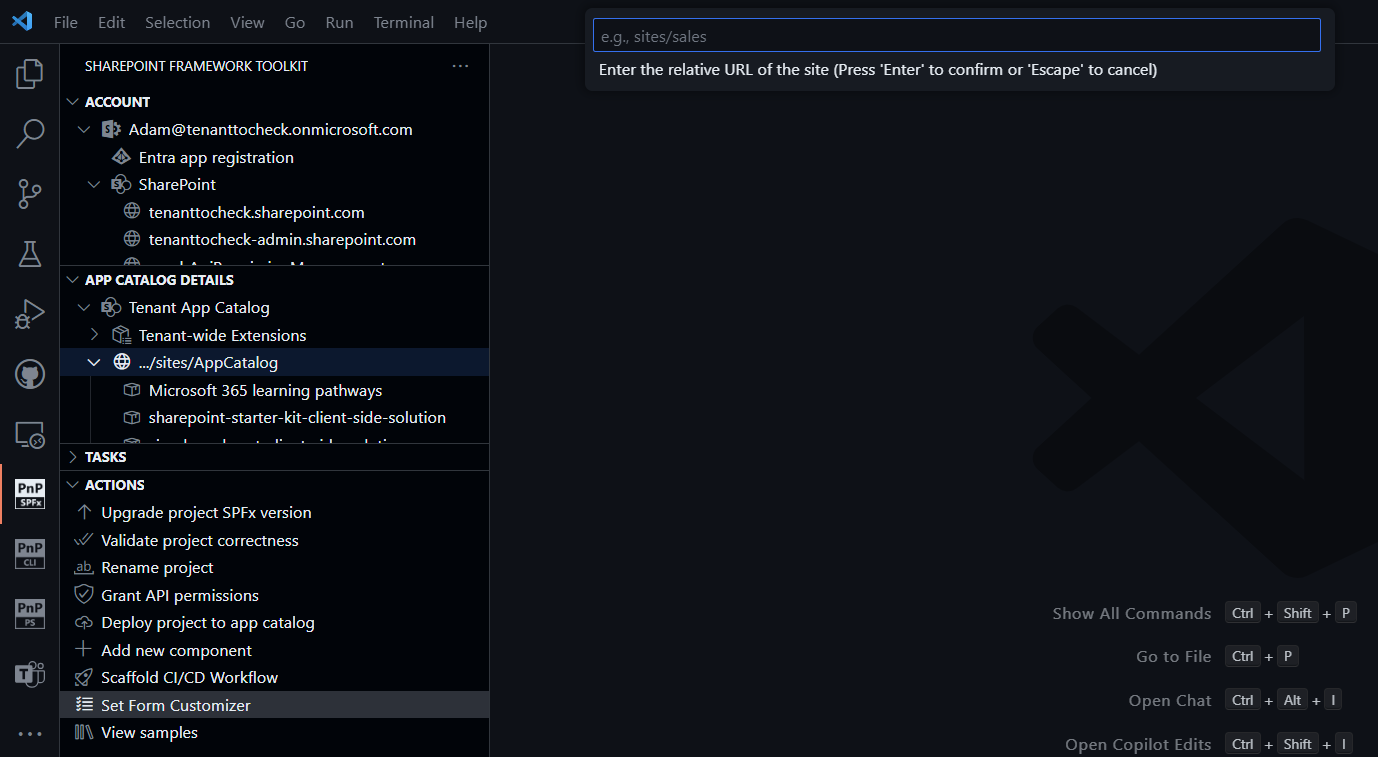 File Edit Selection View Go Run Terminal Help
e.g., sites/sales
Enter the relative URL of the site (Press 'Enter' to confirm or 'Escape' to cancel)
SHAREPOINT FRAMEWORK TOOLKIT
ACCOUNT
Adam@tenanttocheck.onmicrosoft.com
Entra app registration
SharePoint
tenanttocheck.sharepoint.com
tenanttocheck-admin.sharepoint.com
APP CATALOG DETAILS
Tenant App Catalog
Tenant-wide Extensions
.../sites/AppCatalog
Microsoft 365 learning pathways
sharepoint-starter-kit-client-side-solution
TASKS
ACTIONS
Upgrade project SPFx version
Validate project correctness
Rename project
Grant API permissions
Deploy project to app catalog
Add new component
Scaffold CI/CD Workflow
Set Form Customizer
View samples
PnP
SPFx
PnP
CLI
PnP
PS
Show All Commands Ctrl + Shift + P
Go to File Ctrl + P
Open Chat Ctrl + Alt + I
Open Copilot Edits Ctrl + Shift + I